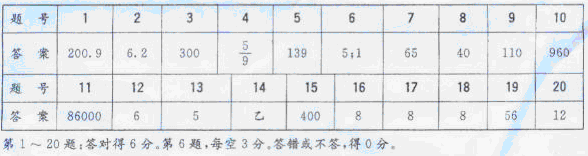 题 号 1 2 3 4 5 6 7 8 9 10
答 案 200.9 6.2 300 5/9 139 5;1 65 40 110 960
题 号 11 12 13 14 15 16 17 18 19 20
答 案 86000 6 5 乙 400 8 8 8 56 12
第1～20题:答对得6分。第6题,每空3分。答错或不答,得0分。